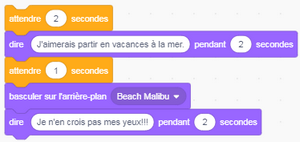 attendre 2 secondes
dire J'aimerais partir en vacances à la mer. pendant 2 secondes
attendre 1 secondes
basculer sur l'arrière-plan Beach Malibu
dire Je n'en crois pas mes yeux!!! pendant 2 secondes